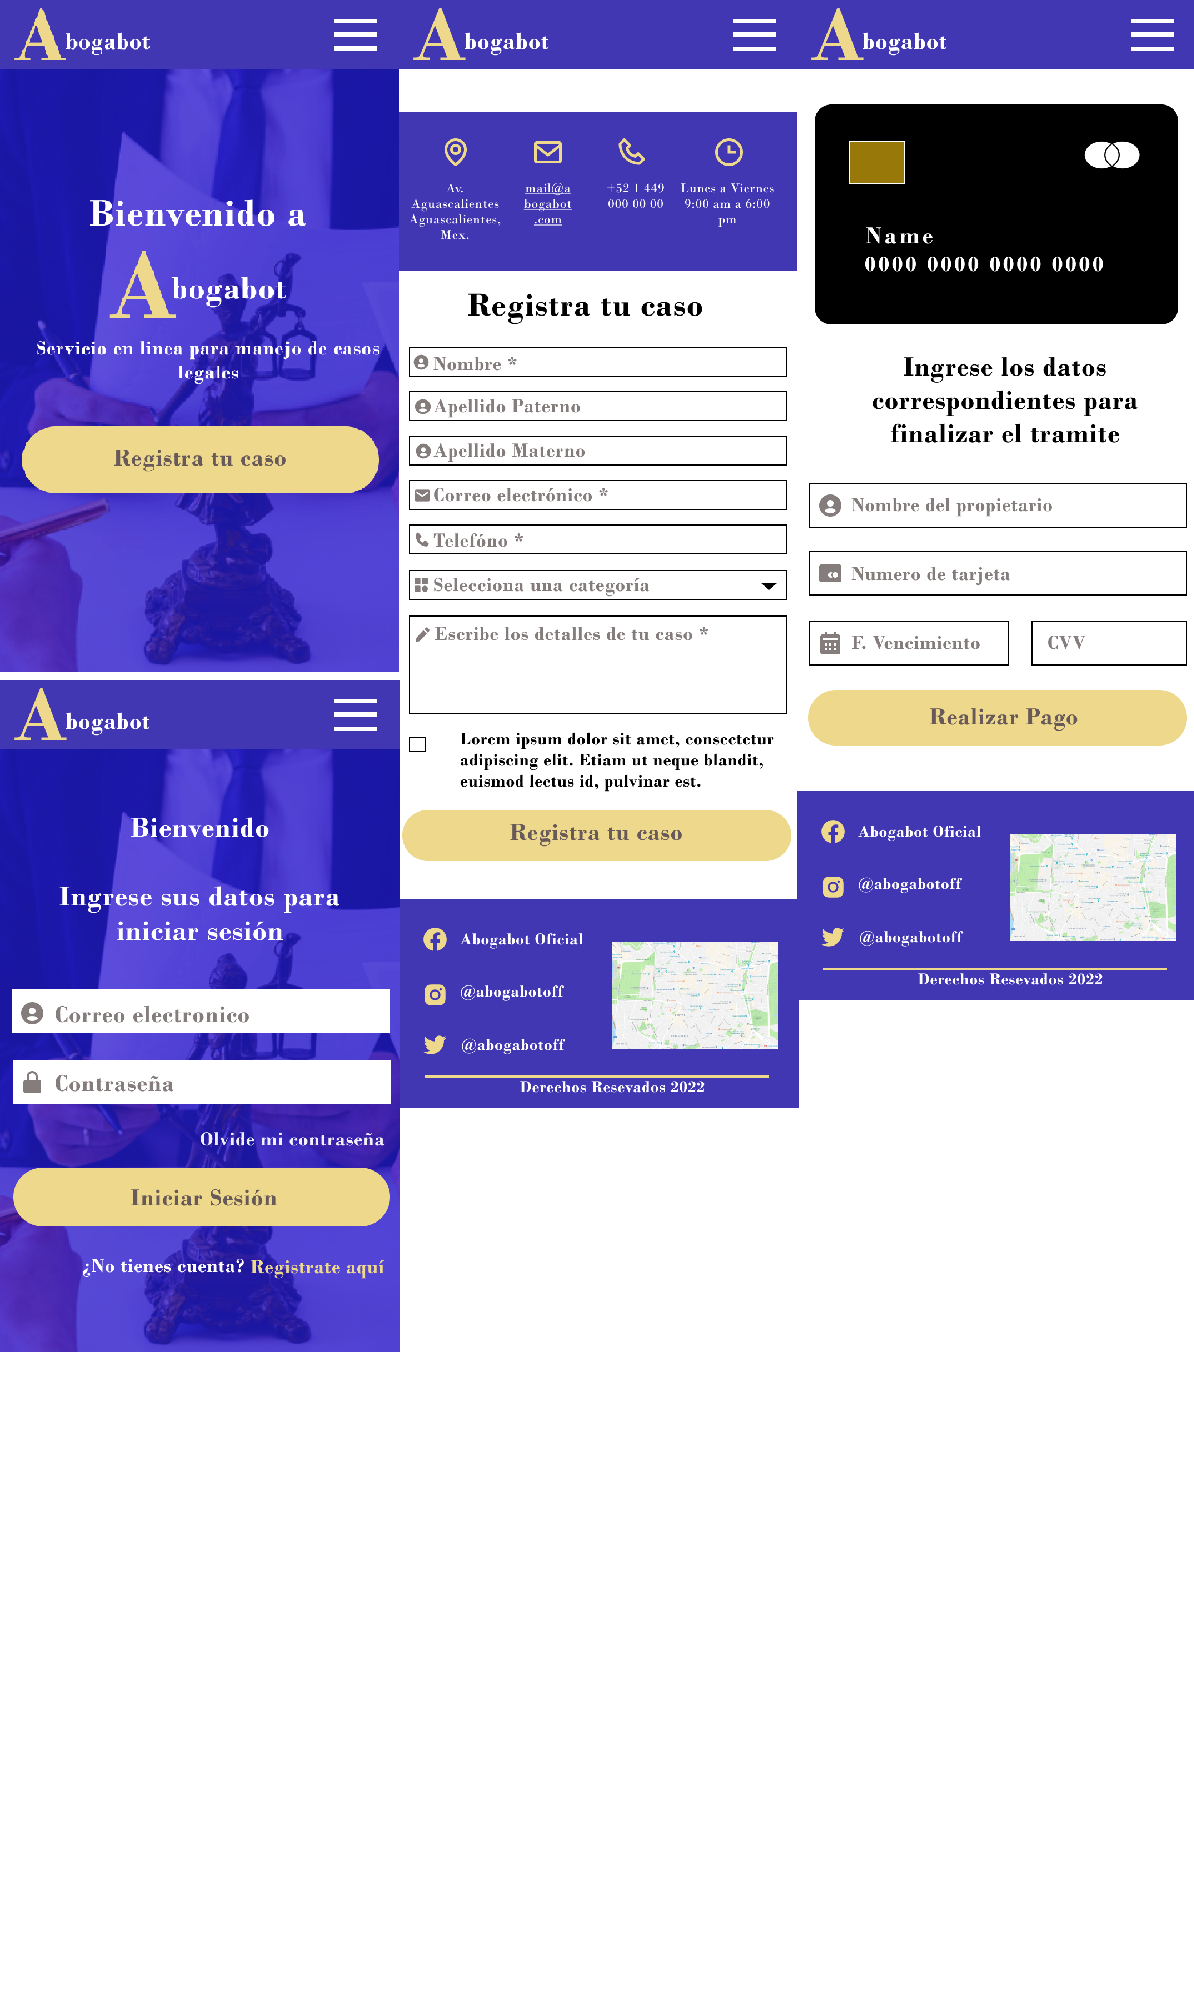 Abogabot
Bienvenido a
Abogabot
Servicio en linea para manejo de casos
legales
Registra tu caso
Abogabot
Bienvenido
Ingrese sus datos para
iniciar sesión
Correo electronico
Contraseña
Olvide mi contraseña
Iniciar Sesión
¿No tienes cuenta? Registrate aquí
Abogabot
Av.
Aguascalientes
Aguascalientes,
Mex.
mail@a
bogabot
.com
+52 1 449
000 00 00
Lunes a Viernes
9:00 am a 6:00
pm
Registra tu caso
Nombre *
Apellido Paterno
Apellido Materno
Correo electrónico *
Telefóno *
Selecciona una categoría
Escribe los detalles de tu caso *
Lorem ipsum dolor sit amet, consectetur
adipiscing elit. Etiam ut neque blandit,
euismod lectus id, pulvinar est.
Registra tu caso
Abogabot Oficial
@abogabotoff
@abogabotoff
Derechos Resevados 2022
Abogabot
Name
0000 0000 0000 0000
Ingrese los datos
correspondientes para
finalizar el tramite
Nombre del propietario
Numero de tarjeta
F. Vencimiento
CVV
Realizar Pago
Abogabot Oficial
@abogabotoff
@abogabotoff
Derechos Resevados 2022